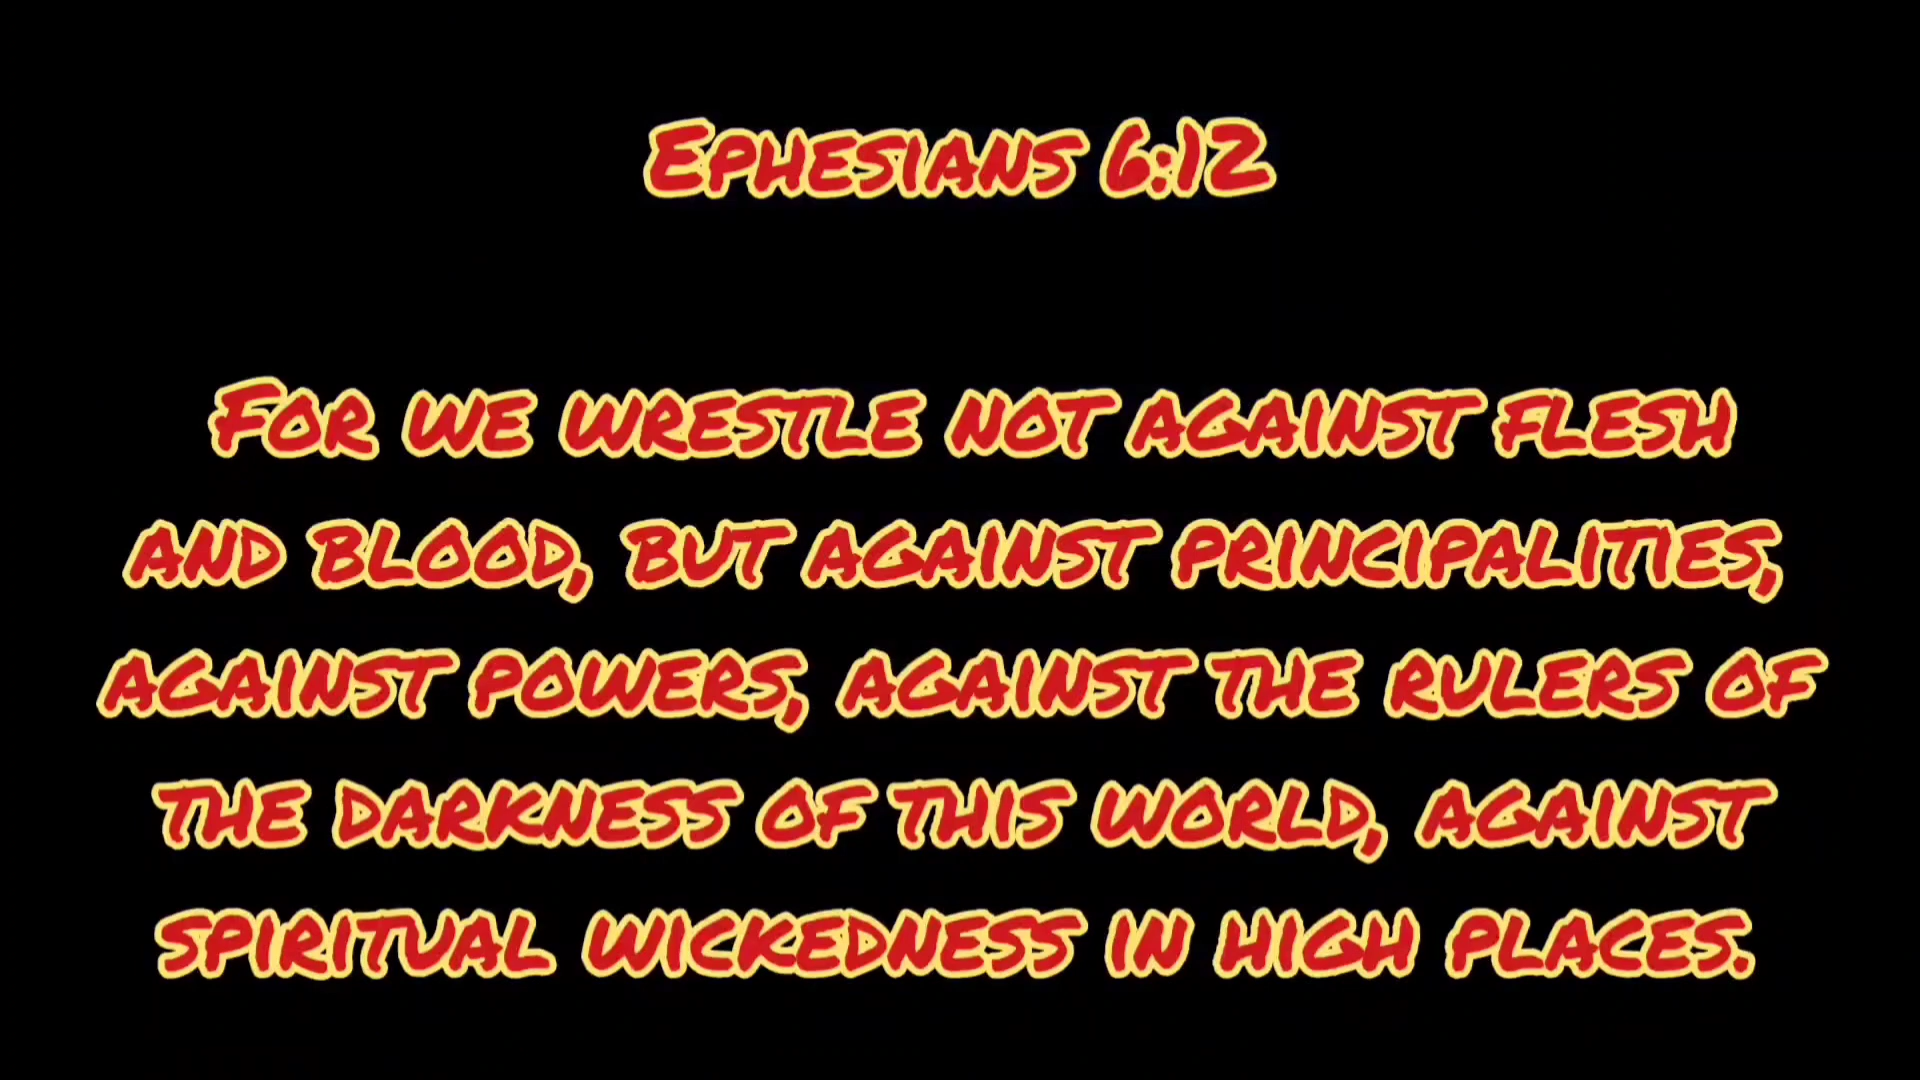 Ephesians 6:12
For we wrestle not against flesh
and blood, but against principalities,
against powers, against the rulers of
the darkness of this world, against
spiritual wickedness in high places.